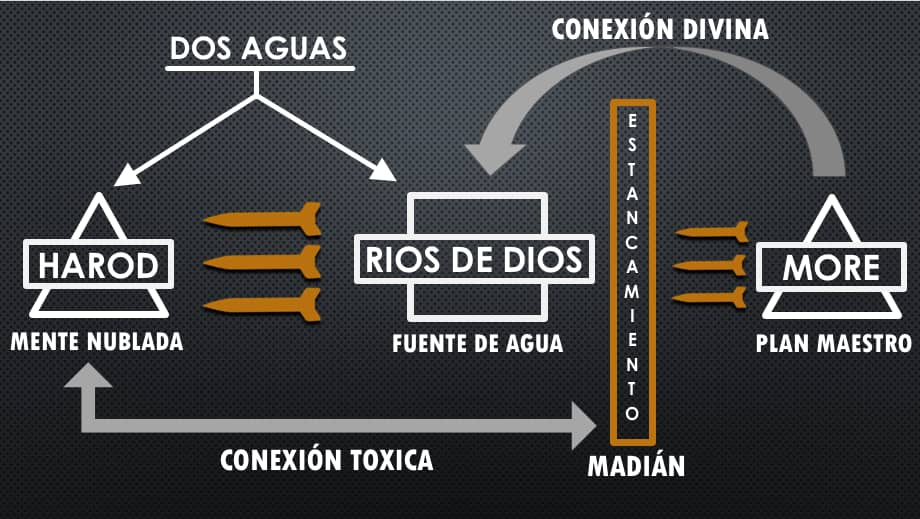 CONEXIÓN DIVINA
DOS AGUAS
ESTANCAMIENTO
HAROD
RIOS DE DIOS
MORE
MENTE NUBLADA
FUENTE DE AGUA
PLAN MAESTRO
CONEXIÓN TOXICA
MADIÁN